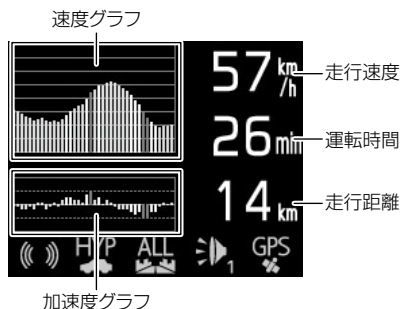 速度グラフ
57 km/h
走行速度
26 min
運転時間
14 km
走行距離
HYP
ALL
1
GPS
加速度グラフ